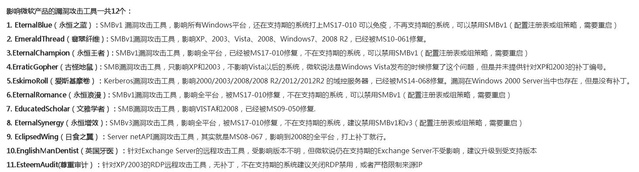 影响微软产品的漏洞攻击工具一共12个：
1. EternalBlue（永恒之蓝）：SMBv1 漏洞攻击工具，影响所有Windows平台，还在支持期的系统打上MS17-010 可以免疫，不再支持期的系统，可以禁用SMBv1（配置注册表或组策略，需要重启）
2. EmeraldThread（翡翠纤维）：SMBv1漏洞攻击工具，影响XP、2003、Vista、2008、Windows7、2008 R2，已经被MS10-061修复。
3.EternalChampion（永恒王者）：SMBv1漏洞攻击工具，影响全平台，已经被MS17-010修复，不在支持期的系统，可以禁用SMBv1（配置注册表或组策略，需要重启）
4.ErraticGopher（古怪地鼠）：SMB漏洞攻击工具，只影响XP和2003，不影响Vista以后的系统，微软说法是Windows Vista发布的时候修复了这个问题，但是并未提供针对XP和2003的补丁编号。
5.EskimoRoll（爱斯基摩卷）：Kerberos漏洞攻击工具，影响2000/2003/2008/2008 R2/2012/2012R2 的域控服务器，已经被MS14-068修复。漏洞在Windows 2000 Server当中也存在，但是没有补丁。
6.EternalRomance（永恒浪漫）：SMBv1漏洞攻击工具，影响全平台，被MS17-010修复，不在支持期的系统，可以禁用SMBv1（配置注册表或组策略，需要重启）
7. EducatedScholar（文雅学者）：SMB漏洞攻击工具，影响VISTA和2008，已经被MS09-050修复.
8. EternalSynergy（永恒增效）：SMBv3漏洞攻击工具，影响全平台，被MS17-010修复，不在支持期的系统，建议禁用SMBv1和v3（配置注册表或组策略，需要重启）
9. EclipsedWing（日食之翼）：Server netAPI漏洞攻击工具，其实就是MS08-067，影响到2008的全平台，打上补丁就行。
10.EnglishManDentist（英国牙医）：针对Exchange Server的远程攻击工具，受影响版本不明，但微软说仍在支持期的Exchange Server不受影响，建议升级到受支持版本
11.EsteemAudit(尊重审计）：针对XP/2003的RDP远程攻击工具，无补丁，不在支持期的系统建议关闭RDP禁用，或者严格限制来源IP